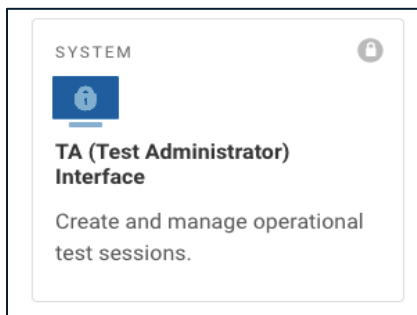 SYSTEM
TA (Test Administrator)
Interface
Create and manage operational
test sessions.